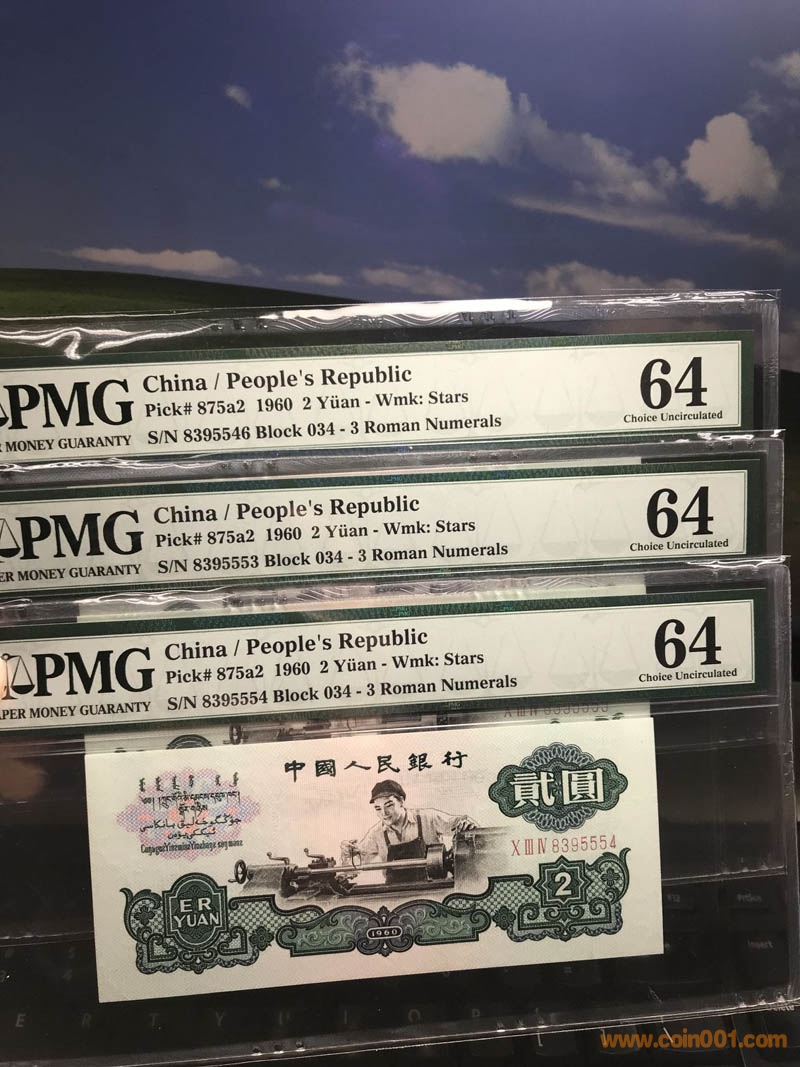 PMG
China / People's Republic
Pick# 875a2 1960 2 Yüan - Wmk: Stars
S/N 8395546 Block 034 - 3 Roman Numerals
MONEY GUARANTY
64
Choice Uncirculated
PMG
China / People's Republic
Pick# 875a2 1960 2 Yüan - Wmk: Stars
S/N 8395553 Block 034 - 3 Roman Numerals
MONEY GUARANTY
64
Choice Uncirculated
PMG
China / People's Republic
Pick# 875a2 1960 2 Yüan - Wmk: Stars
S/N 8395554 Block 034 - 3 Roman Numerals
MONEY GUARANTY
64
Choice Uncirculated
中國人民銀行
貳圓
X III IV 8395554
ER
YUAN
2
1960
E R T Y U I O P
F12
Insert
www.coin001.com